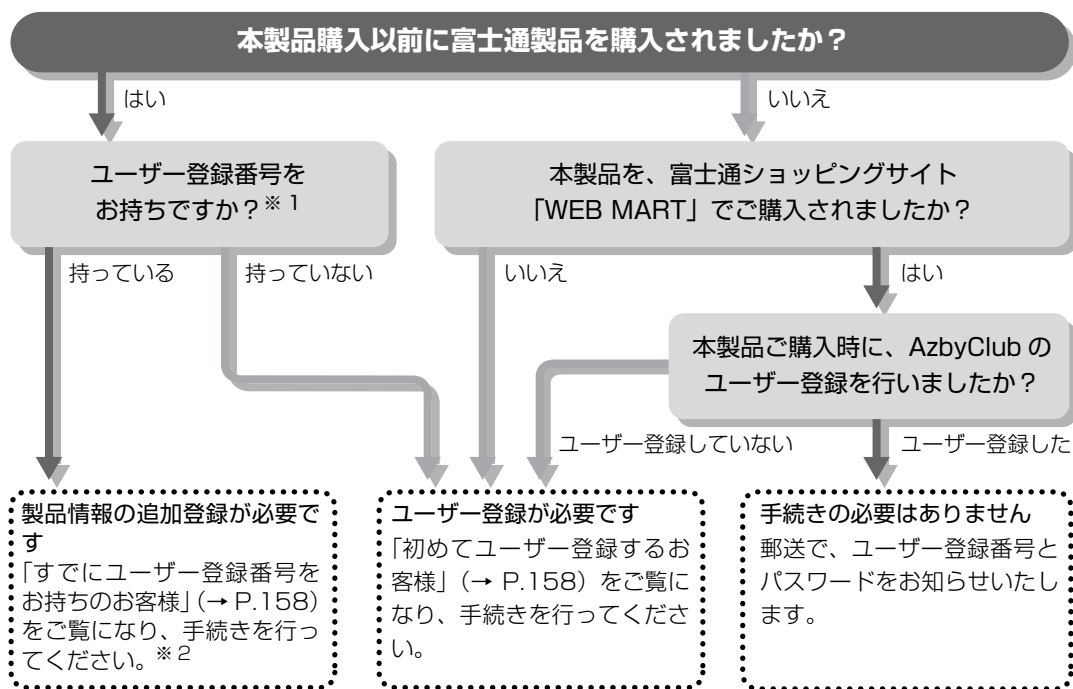 本製品購入以前に富士通製品を購入されましたか？
はい
いいえ
ユーザー登録番号を
お持ちですか？※1
本製品を、富士通ショッピングサイト
「WEB MART」でご購入されましたか？
持っている
持っていない
いいえ
はい
本製品ご購入時に、AzbyClub の
ユーザー登録を行いましたか？
ユーザー登録していない
ユーザー登録した
製品情報の追加登録が必要で
す
「すでにユーザー登録番号を
お持ちのお客様」（→ P.158）
をご覧になり、手続きを行っ
てください。※2
ユーザー登録が必要です
「初めてユーザー登録するお
客様」（→ P.158）をご覧に
なり、手続きを行ってくださ
い。
手続きの必要はありません
郵送で、ユーザー登録番号と
パスワードをお知らせいたし
ます。